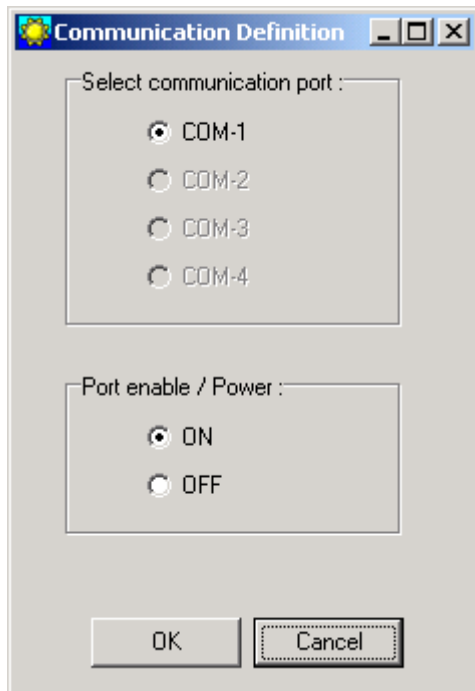 Communication Definition
Select communication port :
COM-1
COM-2
COM-3
COM-4
Port enable / Power :
ON
OFF
OK Cancel